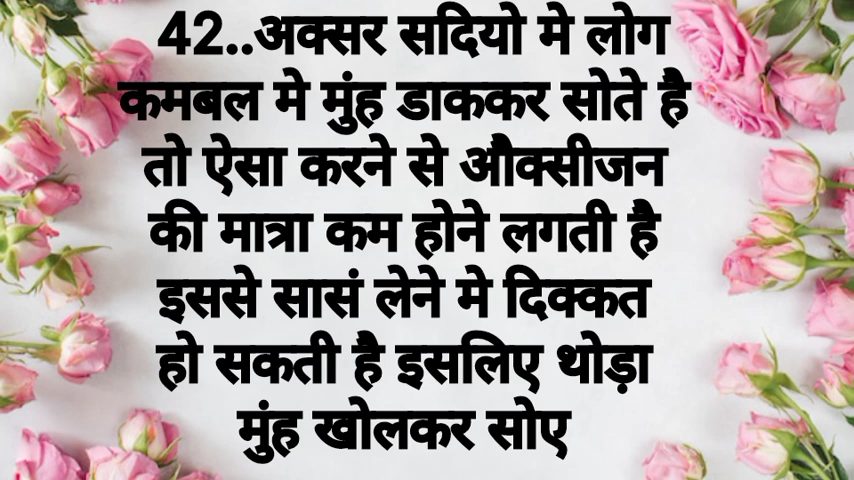 42..अक्सर सदियो मे लोग
कमबल मे मुंह डाककर सोते है
तो ऐसा करने से औक्सीजन
की मात्रा कम होने लगती है
इससे सासं लेने मे दिक्कत
हो सकती है इसलिए थोड़ा
मुंह खोलकर सोए